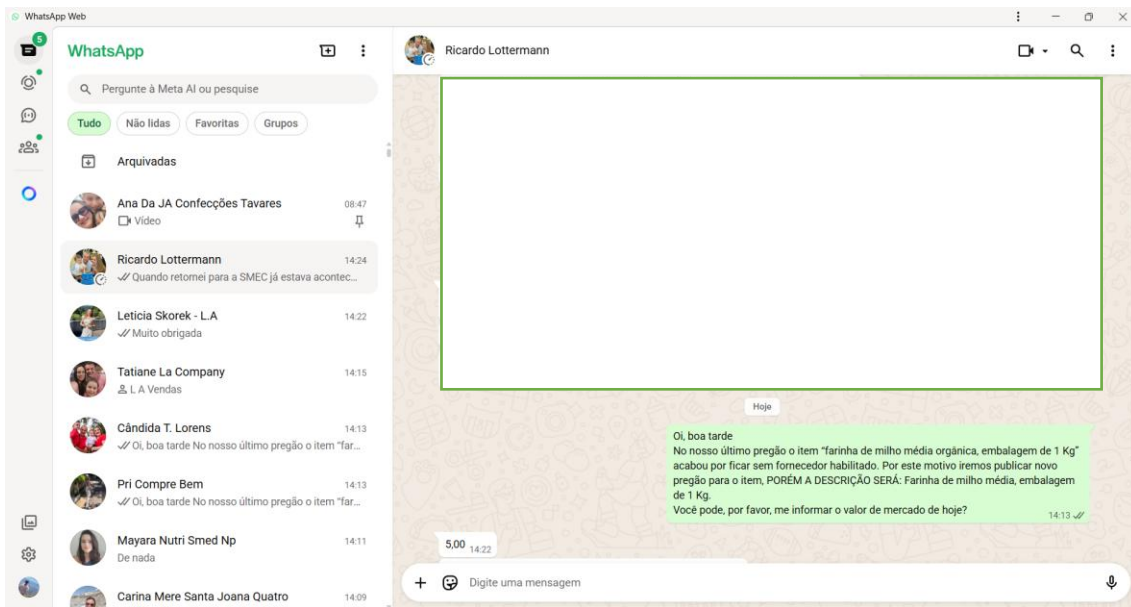 WhatsApp Web
5
WhatsApp
Pergunte à Meta AI ou pesquise
Tudo
Não lidas
Favoritas
Grupos
Arquivadas
Ana Da JA Confecções Tavares
08:47
Vídeo
Ricardo Lottermann
14:24
Quando retornei para a SMEC já estava acontec...
Leticia Skorek - L.A
14:22
Muito obrigada
Tatiane La Company
14:15
L A Vendas
Cândida T. Lorens
14:13
Oi, boa tarde No nosso último pregão o item "far...
Pri Compre Bem
14:13
Oi, boa tarde No nosso último pregão o item "far...
Mayara Nutri Smed Np
14:11
De nada
Carina Mere Santa Joana Quatro
14:09
Ricardo Lottermann
Hoje
Oi, boa tarde
No nosso último pregão o item "farinha de milho média orgânica, embalagem de 1 Kg"
acabou por ficar sem fornecedor habilitado. Por este motivo iremos publicar novo
pregão para o item, PORÉM A DESCRIÇÃO SERÁ: Farinha de milho média, embalagem
de 1 Kg.
Você pode, por favor, me informar o valor de mercado de hoje?
14:13
5,00 14:22
Digite uma mensagem